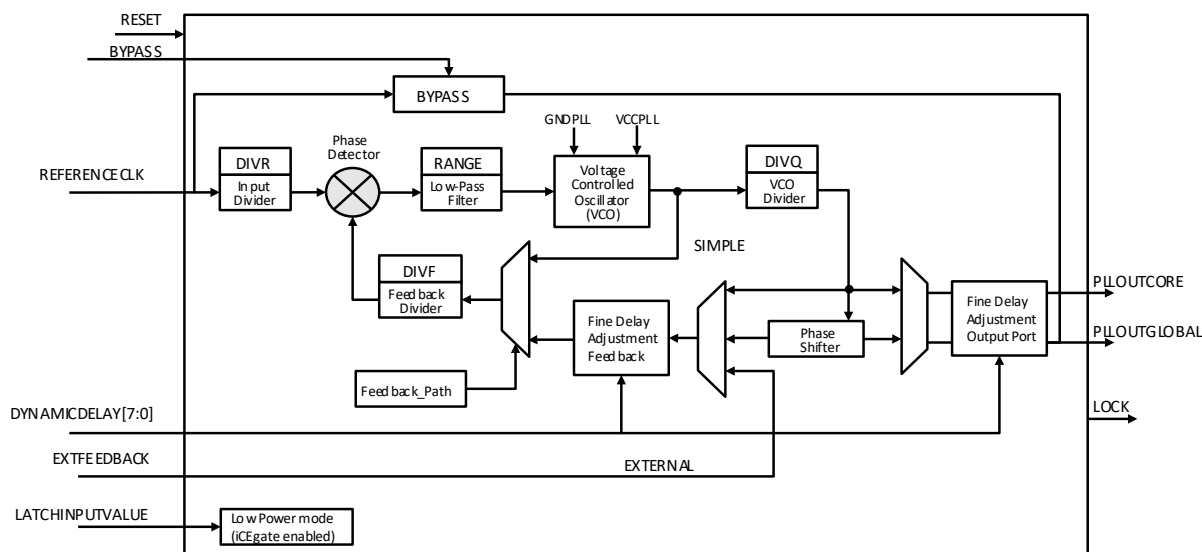 RESET
BYPASS
BYPASS
GNDPLL
VCCPLL
Phase
Detector
DIVR
RANGE
Voltage
Controlled
Oscillator
(VCO)
DIVQ
REFERENCECLK
Input
Divider
Low-Pass
Filter
VCO
Divider
SIMPLE
DIVF
Feedback
Divider
Fine Delay
Adjustment
Feedback
Phase
Shifter
Fine Delay
Adjustment
Output Port
PLLOUTCORE
PLLOUTGLOBAL
Feedback_Path
DYNAMICDELAY[7:0]
LOCK
EXTFEEDBACK
EXTERNAL
LATCHINPUTVALUE
Low Power mode
(iCEgate enabled)